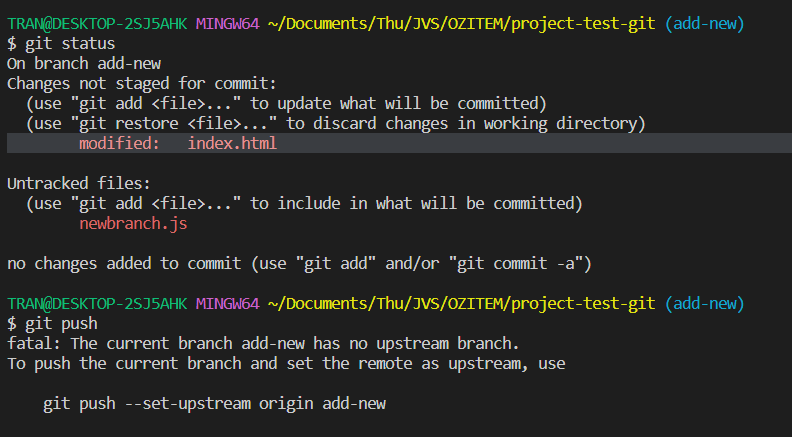 TRAN@DESKTOP-2SJ5AHK MINGW64 ~/Documents/Thu/JVS/OZITEM/project-test-git (add-new)
$ git status
On branch add-new
Changes not staged for commit:
  (use "git add <file>..." to update what will be committed)
  (use "git restore <file>..." to discard changes in working directory)
        modified:   index.html

Untracked files:
  (use "git add <file>..." to include in what will be committed)
        newbranch.js

no changes added to commit (use "git add" and/or "git commit -a")

TRAN@DESKTOP-2SJ5AHK MINGW64 ~/Documents/Thu/JVS/OZITEM/project-test-git (add-new)
$ git push
fatal: The current branch add-new has no upstream branch.
To push the current branch and set the remote as upstream, use

    git push --set-upstream origin add-new